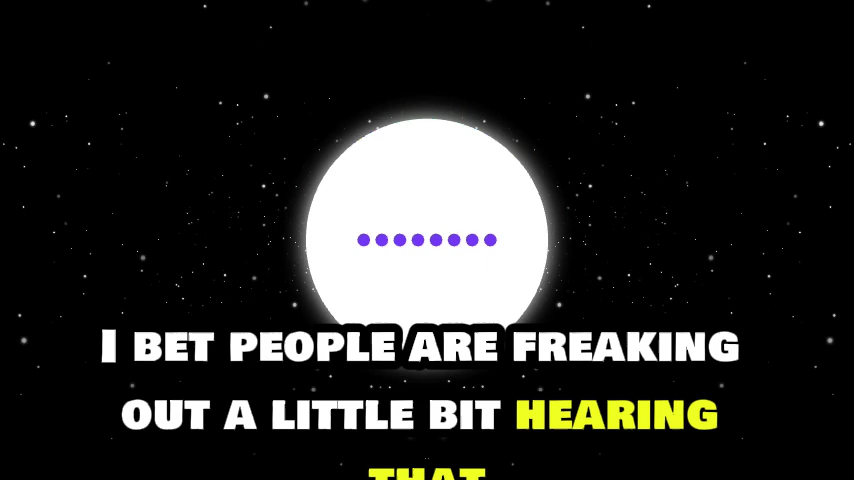 I BET PEOPLE ARE FREAKING
OUT A LITTLE BIT HEARING
THAT